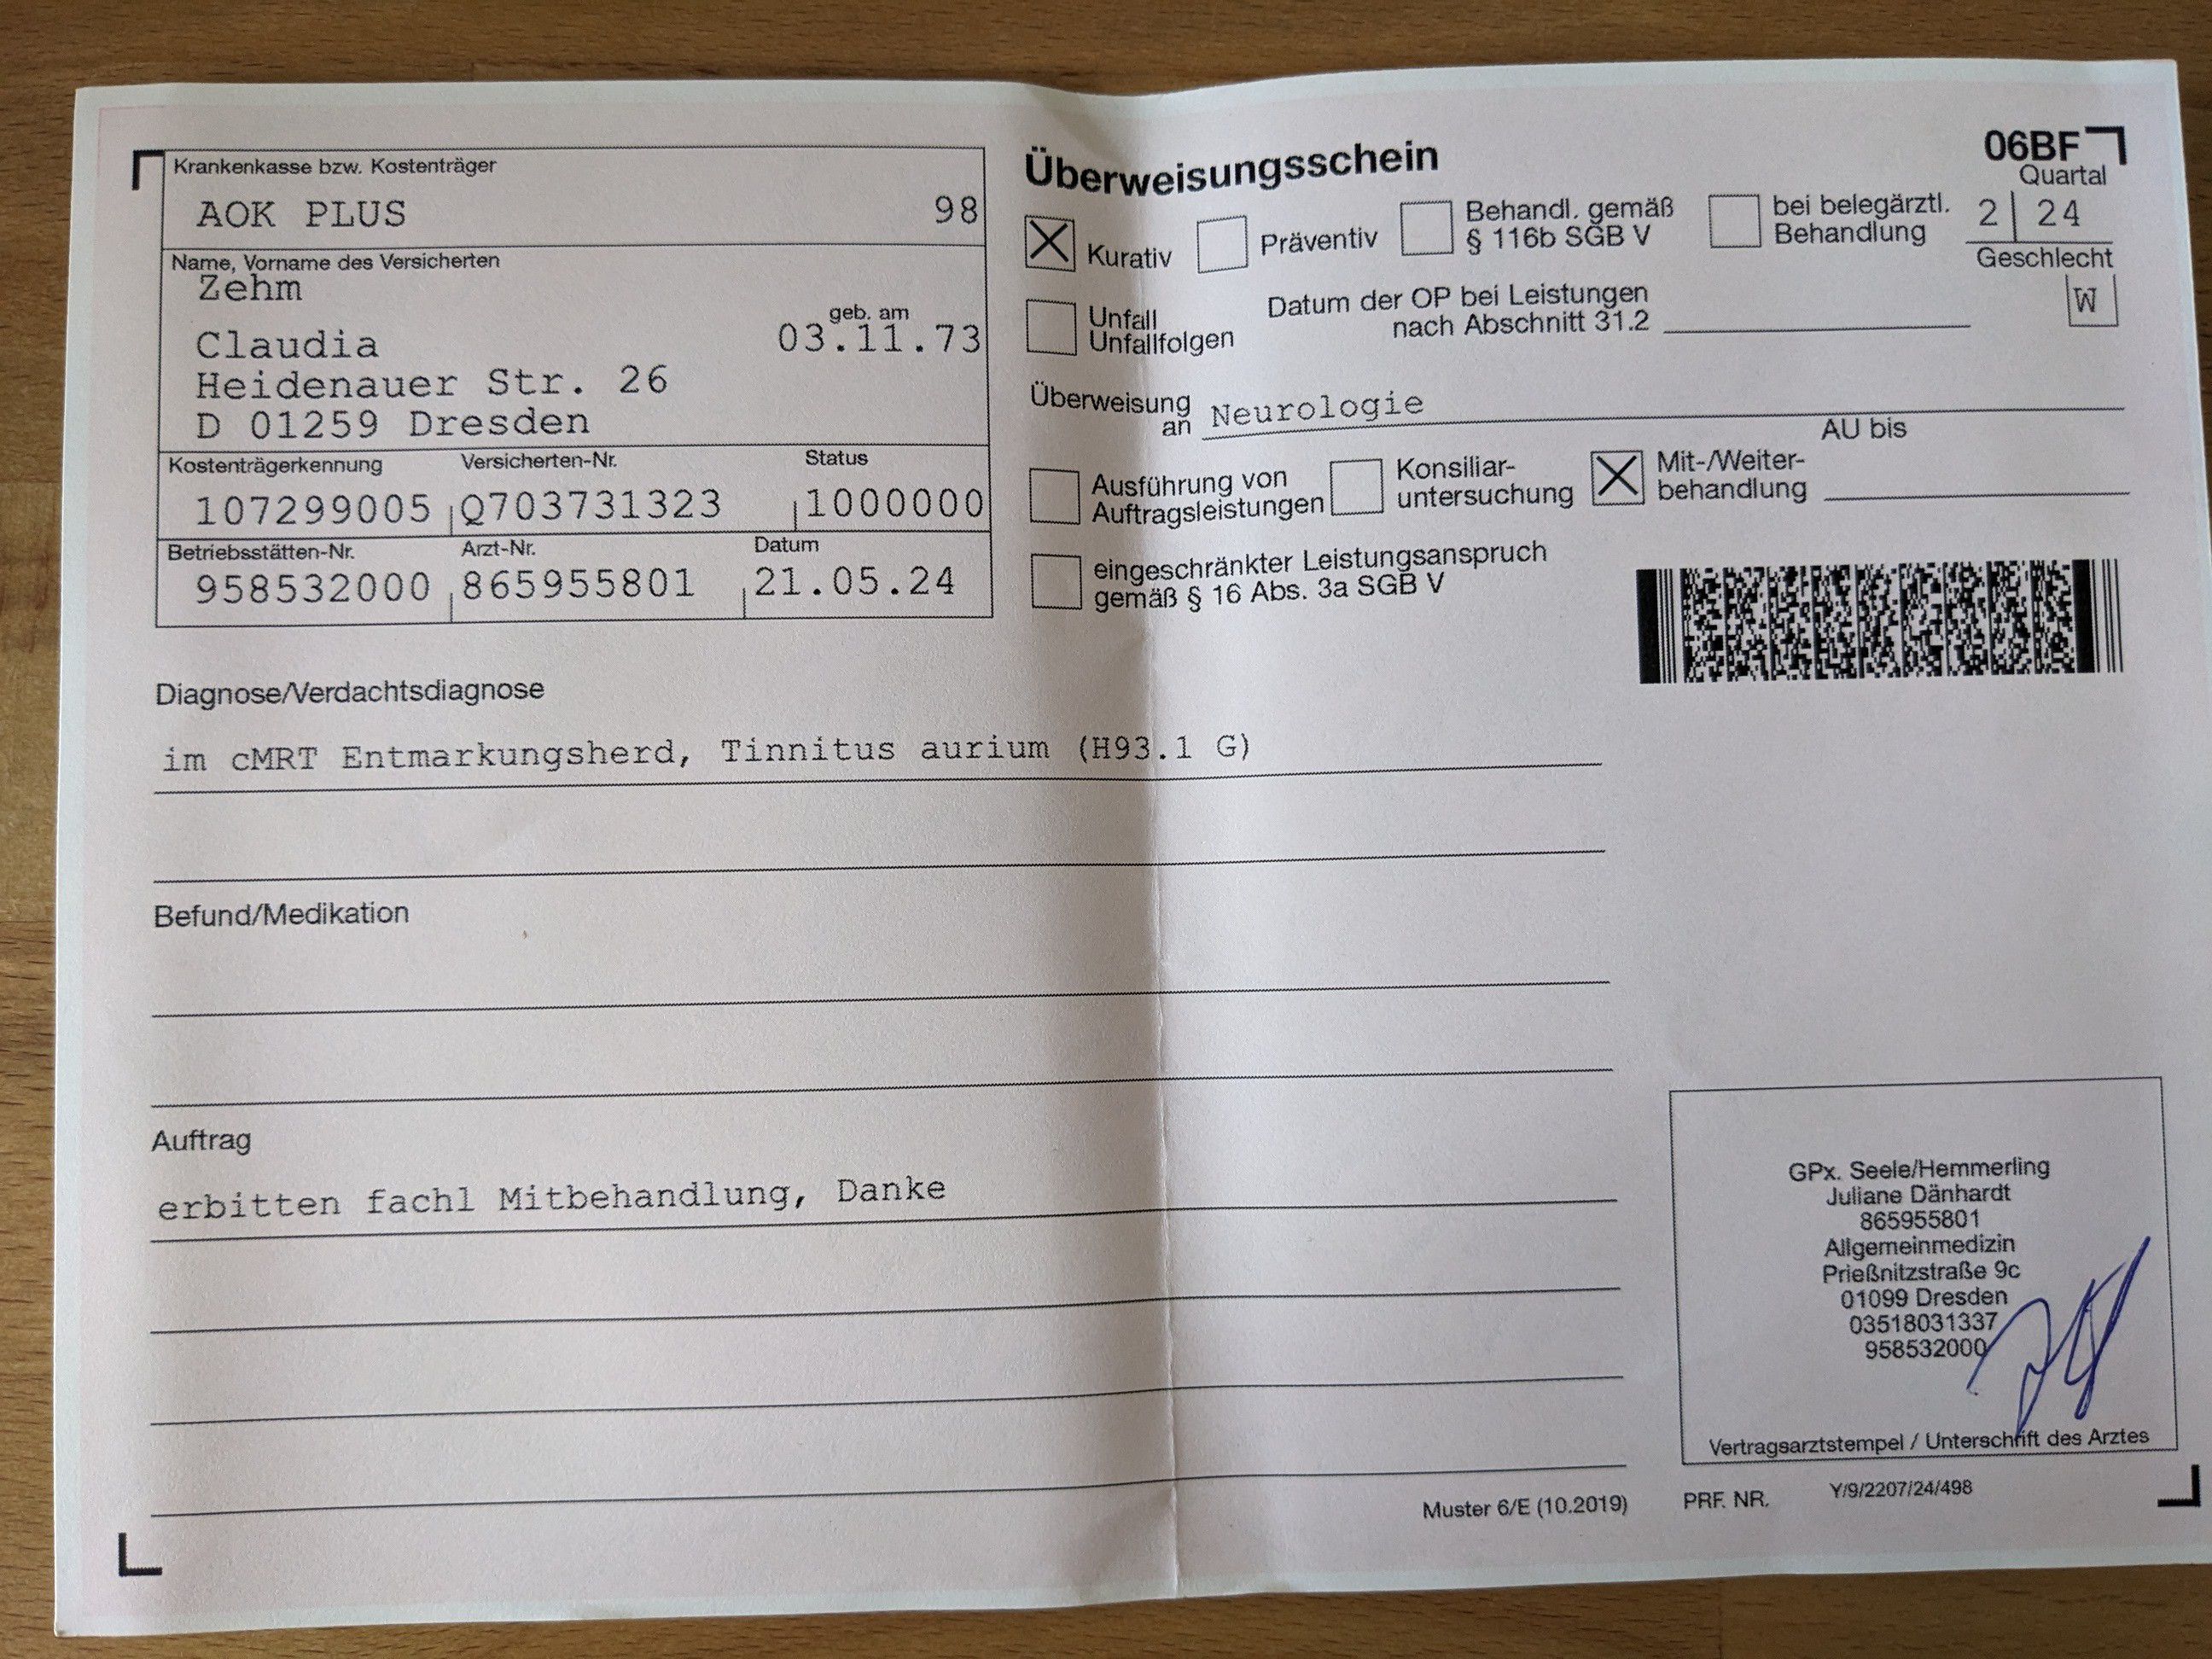 Krankenkasse bzw. Kostenträger
AOK PLUS 98
Name, Vorname des Versicherten
Zehm
geb. am
Claudia 03.11.73
Heidenauer Str. 26
D 01259 Dresden
Kostenträgerkennung Versicherten-Nr. Status
107299005 Q703731323 1000000
Betriebsstätten-Nr. Arzt-Nr. Datum
958532000 865955801 21.05.24
Überweisungsschein
06BF
Quartal
2 24
Geschlecht
W
X Kurativ
Präventiv
Behandl. gemäß
§ 116b SGB V
bei belegärztl.
Behandlung
Unfall
Unfallfolgen
Datum der OP bei Leistungen
nach Abschnitt 31.2
Überweisung
an Neurologie
AU bis
Ausführung von
Auftragsleistungen
Konsiliar-
untersuchung
X Mit-/Weiter-
behandlung
eingeschränkter Leistungsanspruch
gemäß § 16 Abs. 3a SGB V
Diagnose/Verdachtsdiagnose
im cMRT Entmarkungsherd, Tinnitus aurium (H93.1 G)
Befund/Medikation
Auftrag
erbitten fachl Mitbehandlung, Danke
GPx. Seele/Hemmerling
Juliane Dänhardt
865955801
Allgemeinmedizin
Prießnitzstraße 9c
01099 Dresden
03518031337
958532000
Vertragsarztstempel / Unterschrift des Arztes
Muster 6/E (10.2019) PRF. NR. Y/9/2207/24/498